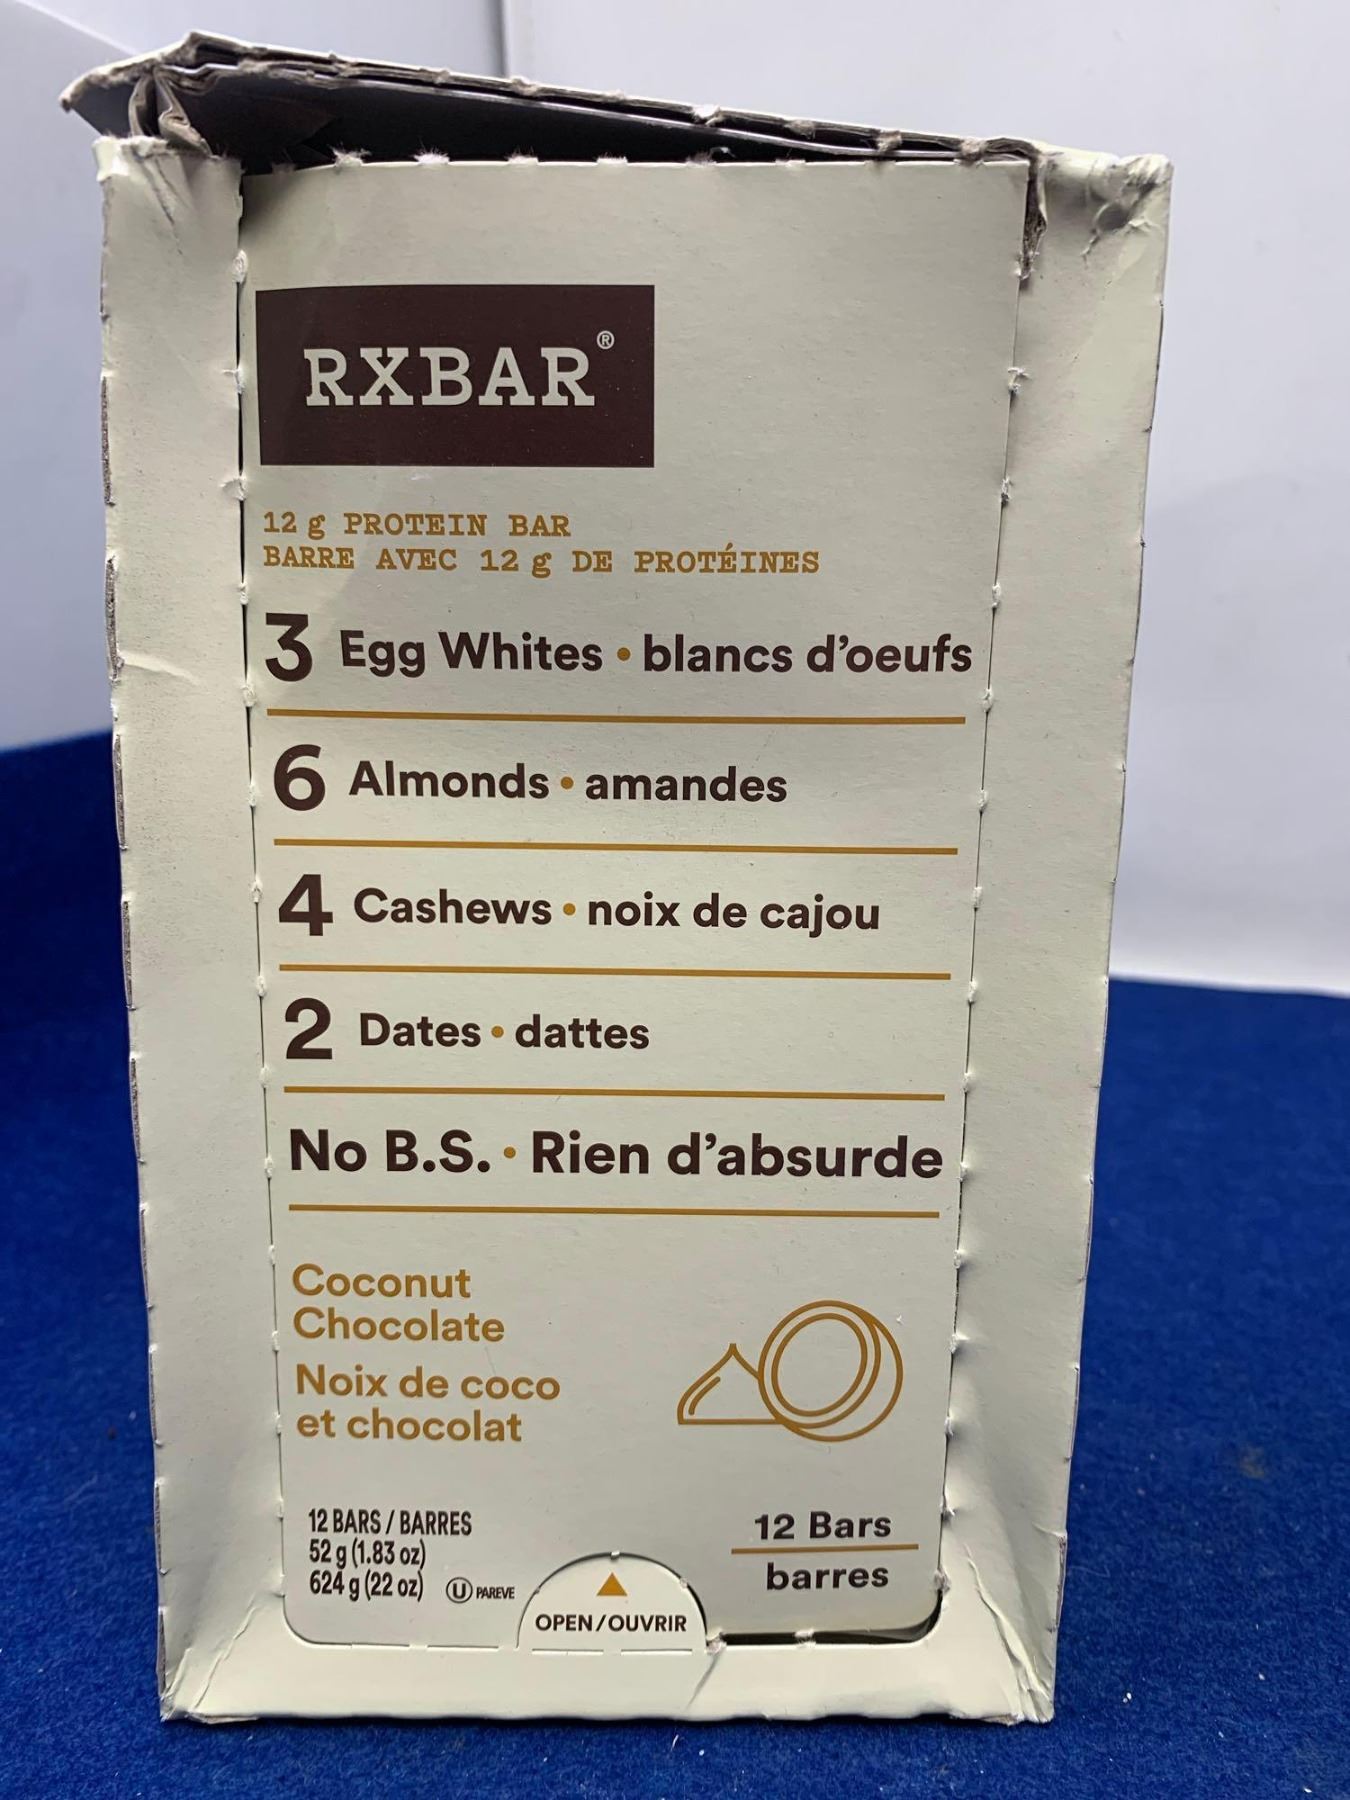 RXBAR®
12 g PROTEIN BAR
BARRE AVEC 12 g DE PROTÉINES
3 Egg Whites • blancs d'oeufs
6 Almonds • amandes
4 Cashews • noix de cajou
2 Dates • dattes
No B.S. • Rien d'absurde
Coconut
Chocolate
Noix de coco
et chocolat
12 BARS / BARRES
52 g (1.83 oz)
624 g (22 oz) U PAREVE
OPEN/OUVRIR
12 Bars
barres